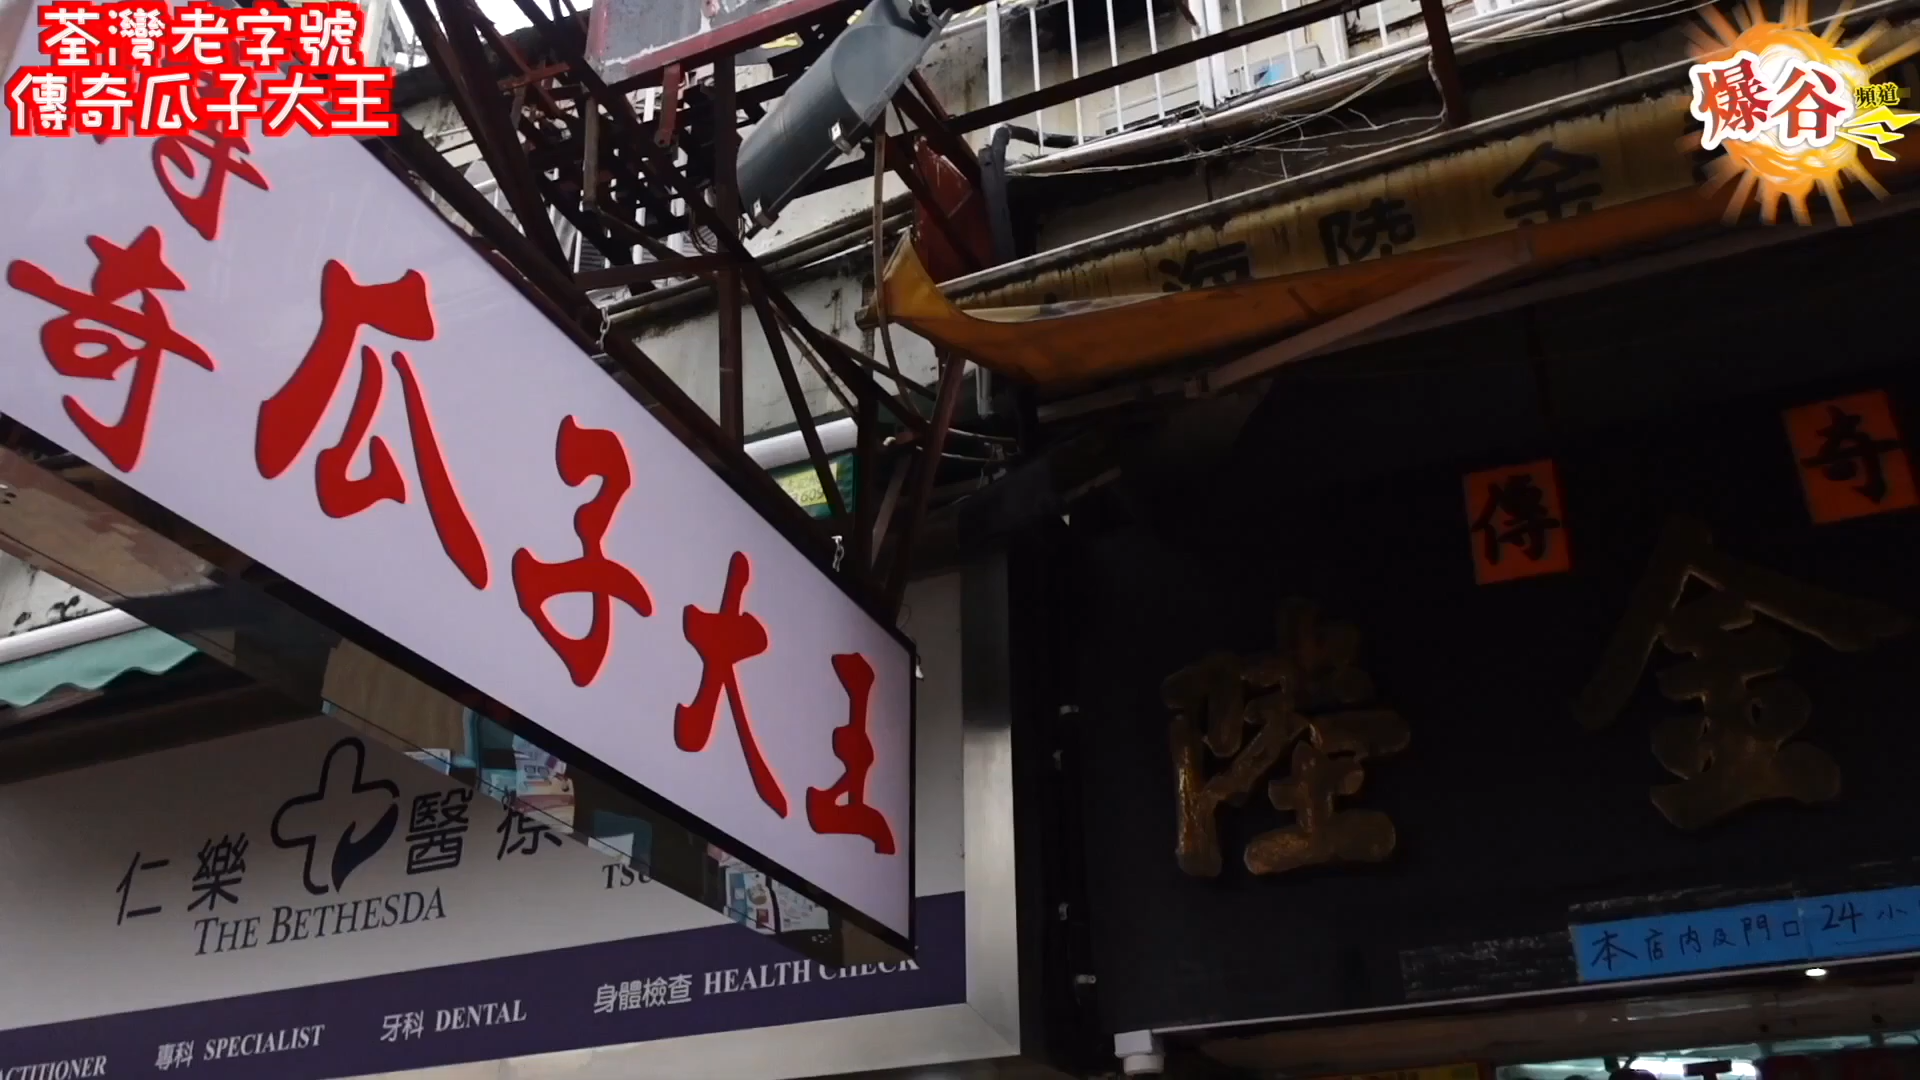 荃灣老字號
傳奇瓜子大王
爆谷
頻道
海陸金
奇瓜子大王
傳
奇
陸金
本店內及門口24小
仁樂
醫療
THE BETHESDA
專科 SPECIALIST
牙科 DENTAL
身體檢查 HEALTH CHECK